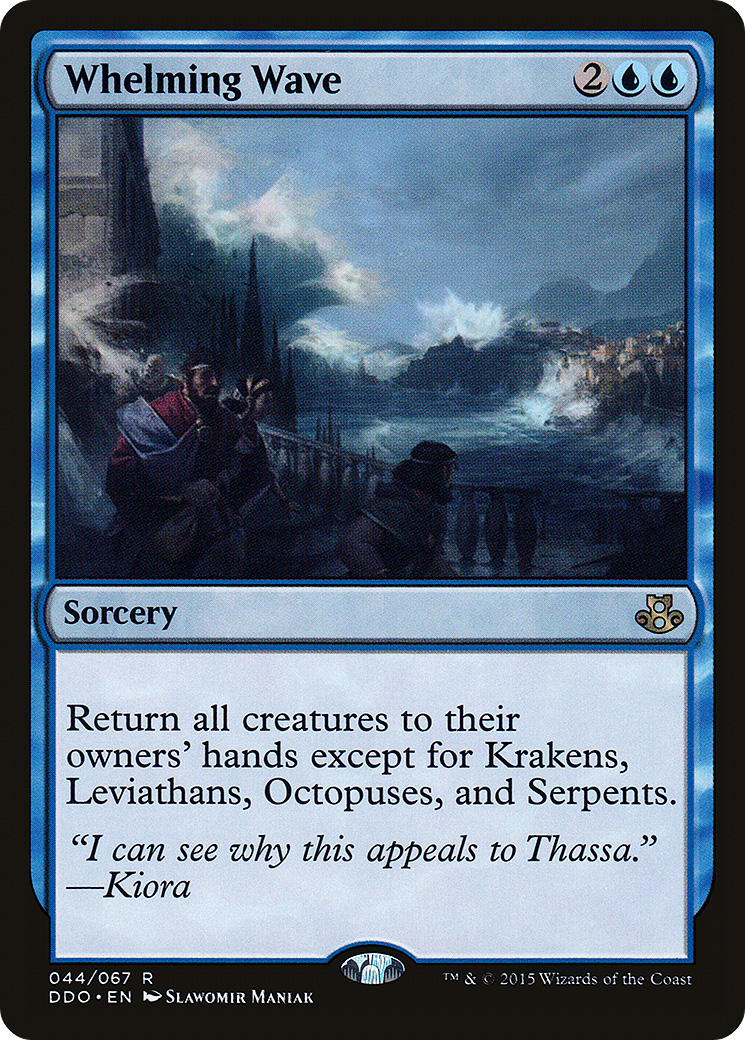 Whelming Wave 2
Sorcery
Return all creatures to their
owners’ hands except for Krakens,
Leviathans, Octopuses, and Serpents.
“I can see why this appeals to Thassa.”
—Kiora
044/067 R
DDO • EN Slawomir Maniak
™ & © 2015 Wizards of the Coast